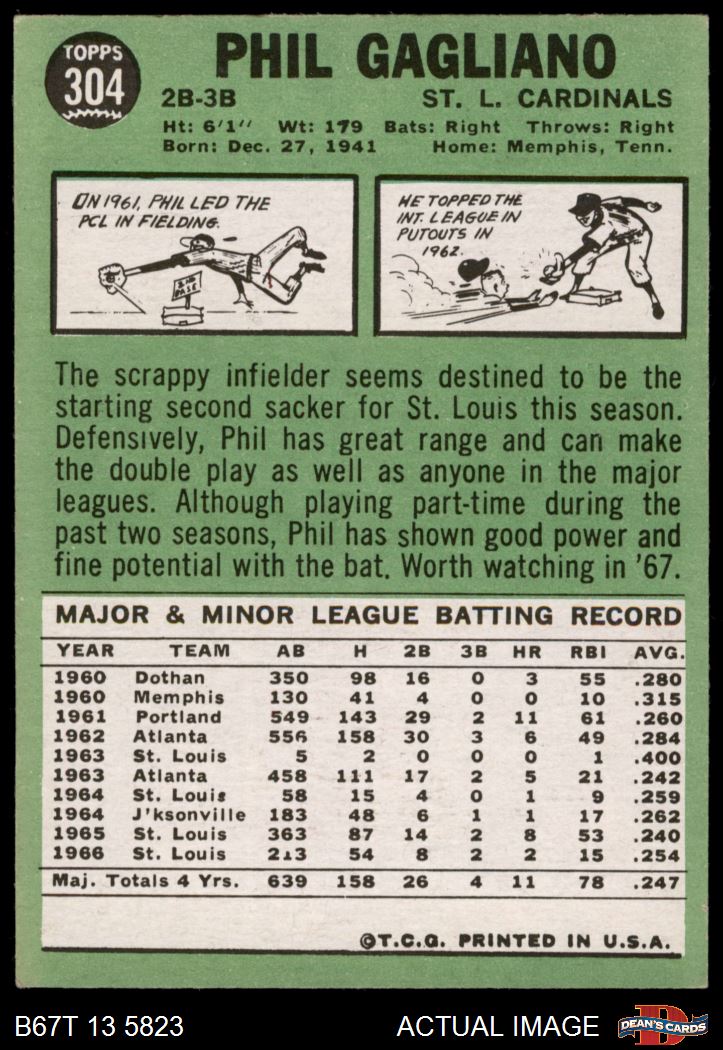 TOPPS
304
PHIL GAGLIANO
2B-3B ST. L. CARDINALS
Ht: 6'1" Wt: 179 Bats: Right Throws: Right
Born: Dec. 27, 1941 Home: Memphis, Tenn.
ON 1961, PHIL LED THE
PCL IN FIELDING.
2ND
BASE
HE TOPPED THE
INT. LEAGUE IN
PUTOUTS IN
1962.
The scrappy infielder seems destined to be the
starting second sacker for St. Louis this season.
Defensively, Phil has great range and can make
the double play as well as anyone in the major
leagues. Although playing part-time during the
past two seasons, Phil has shown good power and
fine potential with the bat. Worth watching in '67.
MAJOR & MINOR LEAGUE BATTING RECORD
YEAR TEAM AB H 2B 3B HR RBI AVG.
1960 Dothan 350 98 16 0 3 55 .280
1960 Memphis 130 41 4 0 0 10 .315
1961 Portland 549 143 29 2 11 61 .260
1962 Atlanta 556 158 30 3 6 49 .284
1963 St. Louis 5 2 0 0 0 1 .400
1963 Atlanta 458 111 17 2 5 21 .242
1964 St. Louis 58 15 4 0 1 9 .259
1964 J'ksonville 183 48 6 1 1 17 .262
1965 St. Louis 363 87 14 2 8 53 .240
1966 St. Louis 213 54 8 2 2 15 .254
Maj. Totals 4 Yrs. 639 158 26 4 11 78 .247
©T.C.G. PRINTED IN U.S.A.
B67T 13 5823 ACTUAL IMAGE
D
DEAN'S CARDS